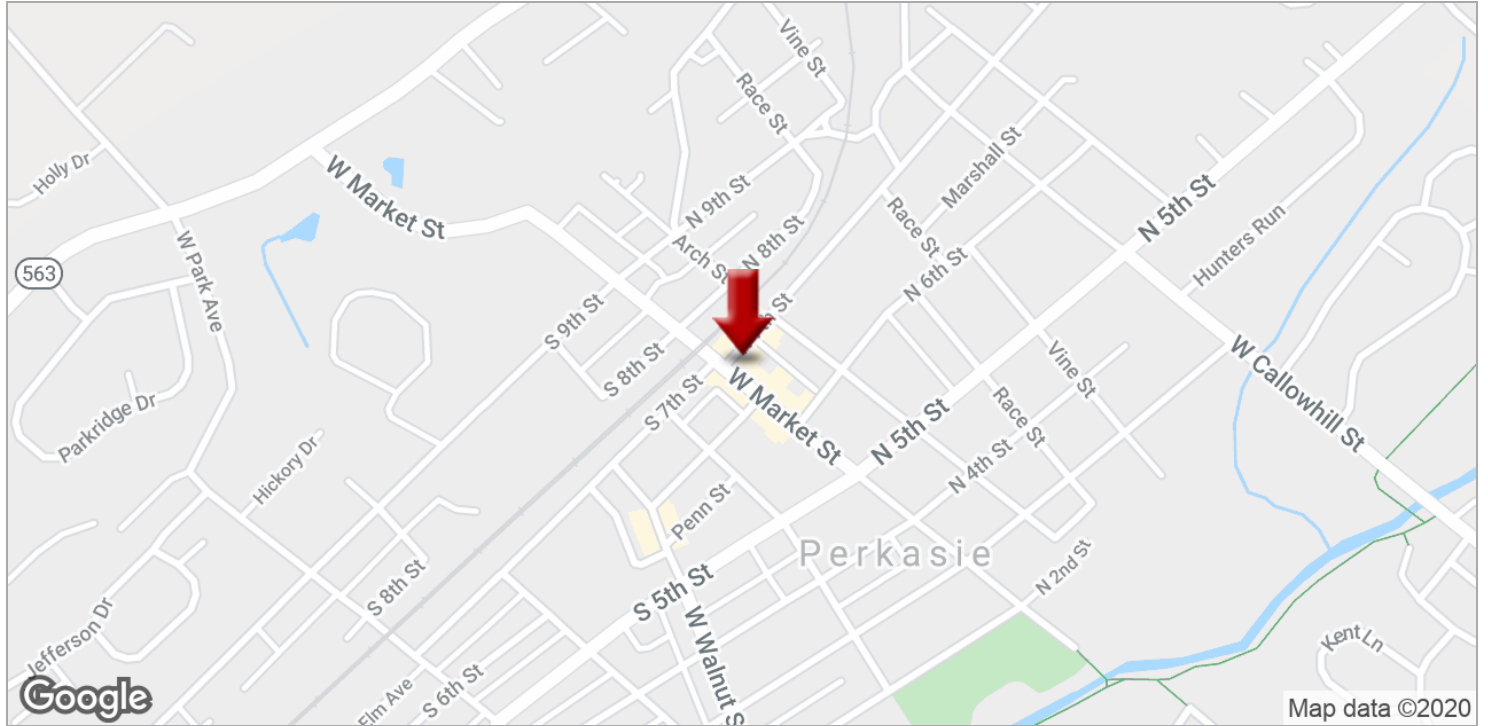 Vine St
Race St
Holly Dr
W Market St
Marshall St
N 9th St
N 5th St
Race St
Hunters Run
Arch St
N 8th St
N 6th St
563
W Park Ave
S 9th St
St
Vine St
W Callowhill St
S 8th St
S 7th St
W Market St
Race St
N 5th St
Parkridge Dr
Hickory Dr
N 4th St
Penn St
Perkasie
N 2nd St
S 8th St
S 5th St
Jefferson Dr
W Walnut S
Kent Ln
Elm Ave
S 6th St
Google
Map data ©2020